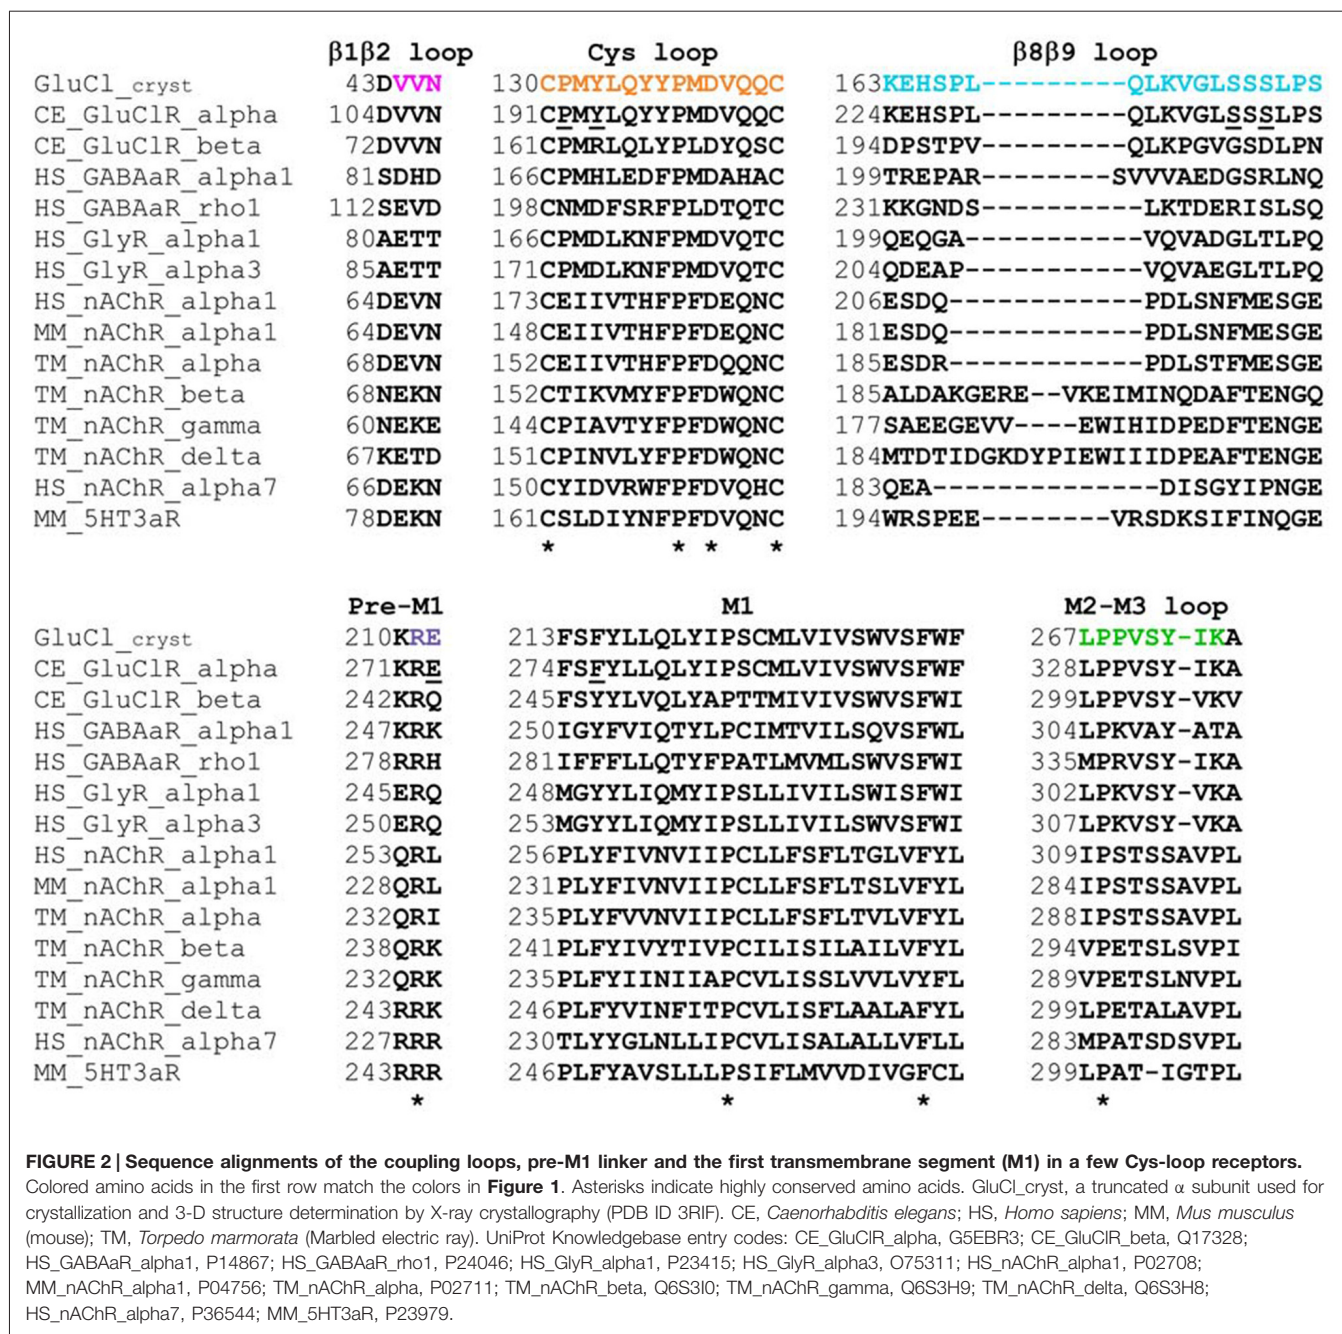 β1β2 loop Cys loop β8β9 loop
GluCl_cryst 43DVVN 130CPMYLQYYPMDVQQC 163KEHSPL---------QLKVGLSSSLPS
CE_GluClR_alpha 104DVVN 191CPMYLQYYPMDVQQC 224KEHSPL---------QLKVGLSSSLPS
CE_GluClR_beta 72DVVN 161CPMRLQLYPLDYQSC 194DPSTPV---------QLKPGVGSDLPN
HS_GABAaR_alpha1 81SDHD 166CPMHLEDFPMDAHAC 199TREPAR--------SVVVAEDGSRLNQ
HS_GABAaR_rho1 112SEVD 198CNMDFSRFPLDTQTC 231KKGNDS----------LKTDERISLSQ
HS_GlyR_alpha1 80AETT 166CPMDLKNFPMDVQTC 199QEQGA-----------VQVADGLTLPQ
HS_GlyR_alpha3 85AETT 171CPMDLKNFPMDVQTC 204QDEAP-----------VQVAEGLTLPQ
HS_nAChR_alpha1 64DEVN 173CEIIVTHFPFDEQNC 206ESDQ------------PDLSNFMESGE
MM_nAChR_alpha1 64DEVN 148CEIIVTHFPFDEQNC 181ESDQ------------PDLSNFMESGE
TM_nAChR_alpha 68DEVN 152CEIIVTHFPFDQQNC 185ESDR------------PDLSTFMESGE
TM_nAChR_beta 68NEKN 152CTIKVMYFPFDWQNC 185ALDAKGERE--VKEIMINQDAFTENGQ
TM_nAChR_gamma 60NEKE 144CPIAVTYFPFDWQNC 177SAEEGEVV----EWIHIDPEDFTENGE
TM_nAChR_delta 67KETD 151CPINVLYFPFDWQNC 184MTDTIDGKDYPIEWIIIDPEAFTENGE
HS_nAChR_alpha7 66DEKN 150CYIDVRWFPFDVQHC 183QEA--------------DISGYIPNGE
MM_5HT3aR 78DEKN 161CSLDIYNFPFDVQNC 194WRSPEE--------VRSDKSIFINQGE
* * * *
Pre-M1 M1 M2-M3 loop
GluCl_cryst 210KRE 213FSFYLLQLYIPSCMLVIVSWVSFWF 267LPPVSY-IKA
CE_GluClR_alpha 271KRE 274FSFYLLQLYIPSCMLVIVSWVSFWF 328LPPVSY-IKA
CE_GluClR_beta 242KRQ 245FSYYLVQLYAPTTMIVIVSWVSFWI 299LPPVSY-VKV
HS_GABAaR_alpha1 247KRK 250IGYFVIQTYLPCIMTVILSQVSFWL 304LPKVAY-ATA
HS_GABAaR_rho1 278RRH 281IFFFLLQTYFPATLMVMLSWVSFWI 335MPRVSY-IKA
HS_GlyR_alpha1 245ERQ 248MGYYLIQMYIPSLLIVILSWISFWI 302LPKVSY-VKA
HS_GlyR_alpha3 250ERQ 253MGYYLIQMYIPSLLIVILSWVSFWI 307LPKVSY-VKA
HS_nAChR_alpha1 253QRL 256PLYFIVNVIIPCLLFSFLTGLVFYL 309IPSTSSAVPL
MM_nAChR_alpha1 228QRL 231PLYFIVNVIIPCLLFSFLTSLVFYL 284IPSTSSAVPL
TM_nAChR_alpha 232QRI 235PLYFVVNVIIPCLLFSFLTVLVFYL 288IPSTSSAVPL
TM_nAChR_beta 238QRK 241PLFYIVYTIVPCILISILAILVFYL 294VPETSLSVPI
TM_nAChR_gamma 232QRK 235PLFYIINIIAPCVLISSLVVLVYFL 289VPETSLNVPL
TM_nAChR_delta 243RRK 246PLFYVINFITPCVLISFLAALAFYL 299LPETALAVPL
HS_nAChR_alpha7 227RRR 230TLYYGLNLLIPCVLISALALLVFLL 283MPATSDSVPL
MM_5HT3aR 243RRR 246PLFYAVSLLLPSIFLMVVDIVGFCL 299LPAT-IGTPL
* * * *
FIGURE 2 | Sequence alignments of the coupling loops, pre-M1 linker and the first transmembrane segment (M1) in a few Cys-loop receptors.
Colored amino acids in the first row match the colors in Figure 1. Asterisks indicate highly conserved amino acids. GluCl_cryst, a truncated α subunit used for
crystallization and 3-D structure determination by X-ray crystallography (PDB ID 3RIF). CE, Caenorhabditis elegans; HS, Homo sapiens; MM, Mus musculus
(mouse); TM, Torpedo marmorata (Marbled electric ray). UniProt Knowledgebase entry codes: CE_GluClR_alpha, G5EBR3; CE_GluClR_beta, Q17328;
HS_GABAaR_alpha1, P14867; HS_GABAaR_rho1, P24046; HS_GlyR_alpha1, P23415; HS_GlyR_alpha3, O75311; HS_nAChR_alpha1, P02708;
MM_nAChR_alpha1, P04756; TM_nAChR_alpha, P02711; TM_nAChR_beta, Q6S3I0; TM_nAChR_gamma, Q6S3H9; TM_nAChR_delta, Q6S3H8;
HS_nAChR_alpha7, P36544; MM_5HT3aR, P23979.